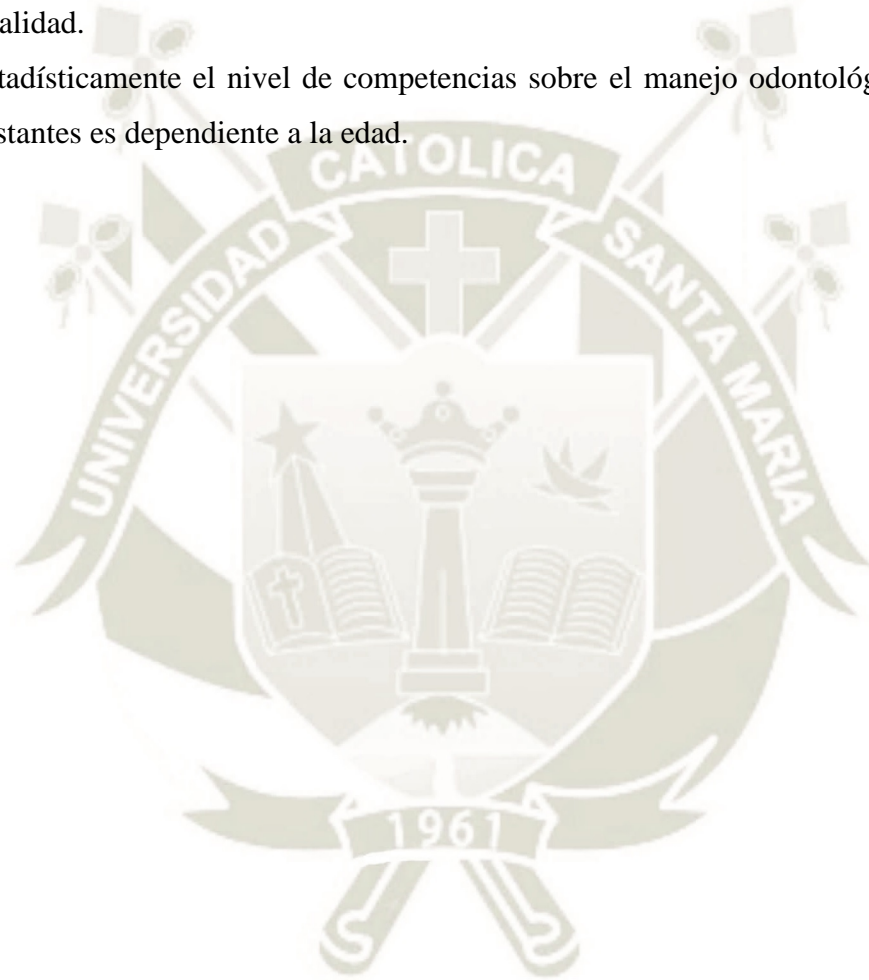 alidad.
tadísticamente el nivel de competencias sobre el manejo odontológ
stantes es dependiente a la edad.
UNIVERSIDAD CATOLICA SANTA MARIA
1961